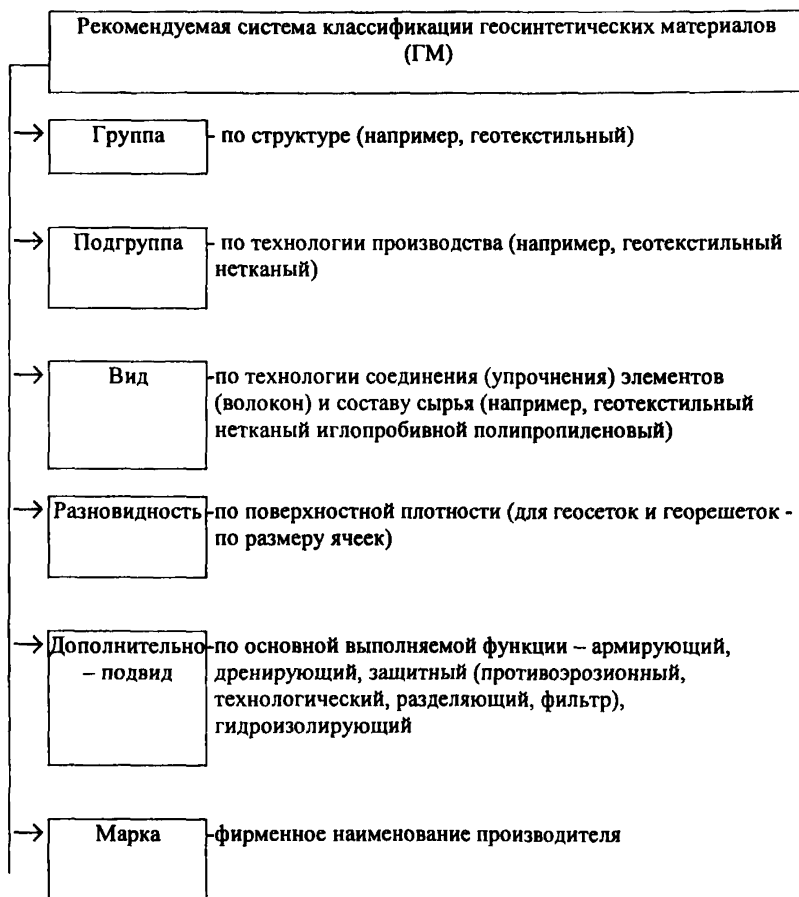 Рекомендуемая система классификации геосинтетических материалов
(ГМ)
Группа - по структуре (например, геотекстильный)
Подгруппа - по технологии производства (например, геотекстильный
нетканый)
Вид -по технологии соединения (упрочнения) элементов
(волокон) и составу сырья (например, геотекстильный
нетканый иглопробивной полипропиленовый)
Разновидность -по поверхностной плотности (для геосеток и георешеток -
по размеру ячеек)
Дополнительно -по основной выполняемой функции – армирующий,
– подвид дренирующий, защитный (противоэрозионный,
технологический, разделяющий, фильтр),
гидроизолирующий
Марка -фирменное наименование производителя